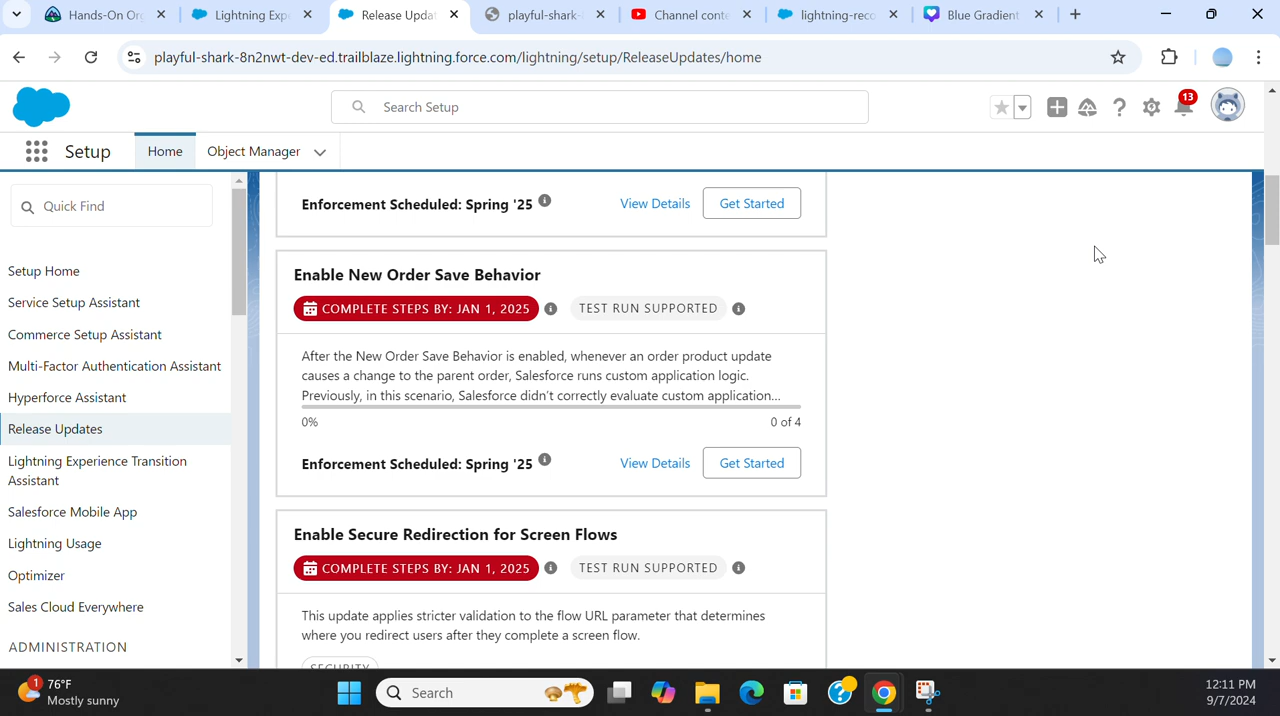 Hands-On Or
Lightning Exp
Release Updat
playful-shark-
Channel conte
lightning-reco
Blue Gradient
playful-shark-8n2nwt-dev-ed.trailblaze.lightning.force.com/lightning/setup/ReleaseUpdates/home
Search Setup
13
Setup
Home
Object Manager
Quick Find
Setup Home
Service Setup Assistant
Commerce Setup Assistant
Multi-Factor Authentication Assistant
Hyperforce Assistant
Release Updates
Lightning Experience Transition
Assistant
Salesforce Mobile App
Lightning Usage
Optimizer
Sales Cloud Everywhere
ADMINISTRATION
Enforcement Scheduled: Spring '25
View Details
Get Started
Enable New Order Save Behavior
COMPLETE STEPS BY: JAN 1, 2025
TEST RUN SUPPORTED
After the New Order Save Behavior is enabled, whenever an order product update
causes a change to the parent order, Salesforce runs custom application logic.
Previously, in this scenario, Salesforce didn't correctly evaluate custom application...
0%
0 of 4
Enforcement Scheduled: Spring '25
View Details
Get Started
Enable Secure Redirection for Screen Flows
COMPLETE STEPS BY: JAN 1, 2025
TEST RUN SUPPORTED
This update applies stricter validation to the flow URL parameter that determines
where you redirect users after they complete a screen flow.
SECURITY
1
76°F
Mostly sunny
Search
12:11 PM
9/7/2024